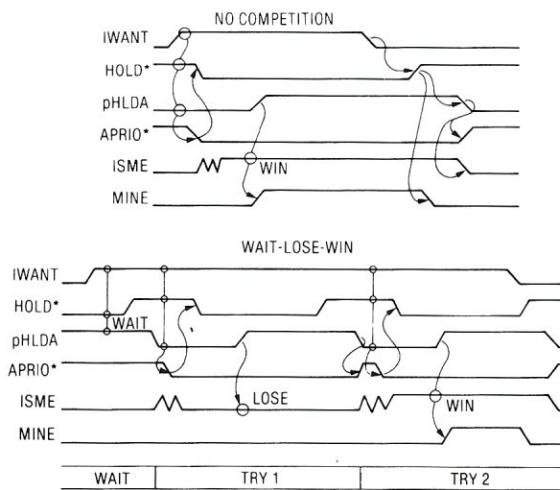 NO COMPETITION
IWANT
HOLD*
pHLDA
APRIO*
ISME
WIN
MINE
WAIT-LOSE-WIN
IWANT
HOLD*
WAIT
pHLDA
APRIO*
ISME
LOSE
WIN
MINE
WAIT TRY 1 TRY 2